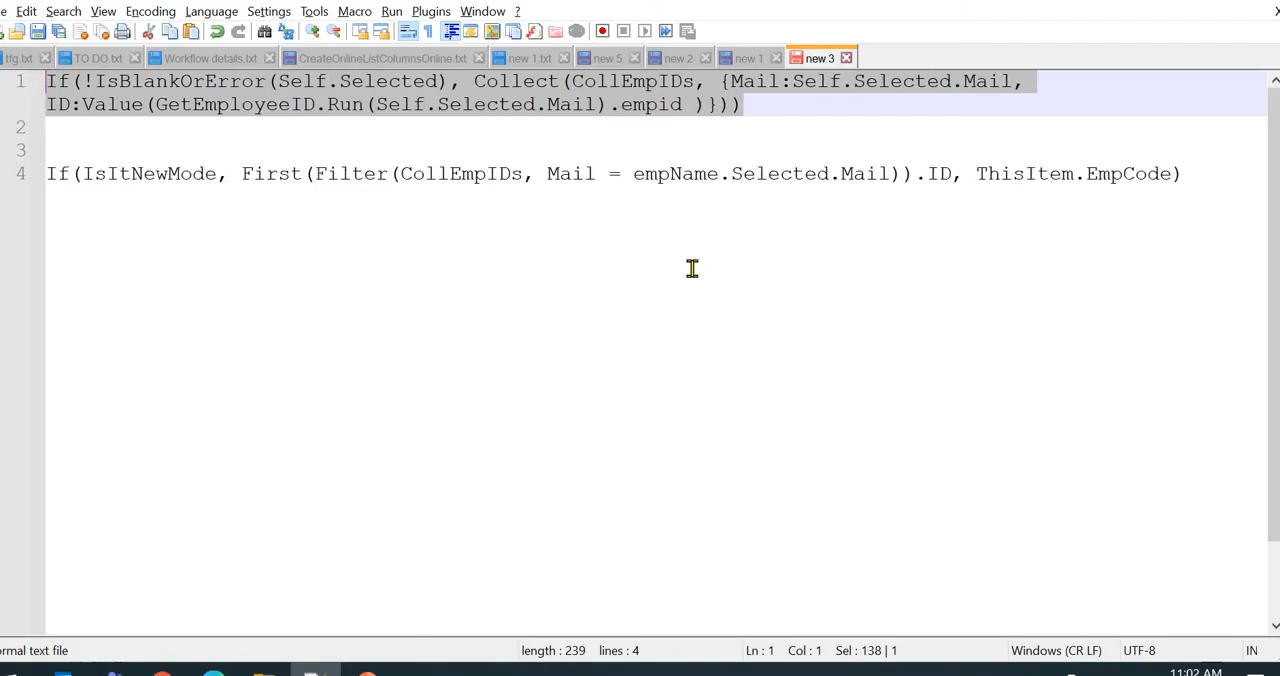 Edit Search View Encoding Language Settings Tools Macro Run Plugins Window ?
tfg.txt TO DO.txt Workflow details.txt CreateOnlineListColumnsOnline.txt new 1.txt new 5 new 2 new 1 new 3
1 If(!IsBlankOrError(Self.Selected), Collect(CollEmpIDs, {Mail:Self.Selected.Mail,
ID:Value(GetEmployeeID.Run(Self.Selected.Mail).empid )}))
2
3
4 If(IsItNewMode, First(Filter(CollEmpIDs, Mail = empName.Selected.Mail)).ID, ThisItem.EmpCode)
ormal text file length : 239 lines : 4 Ln : 1 Col : 1 Sel : 138 | 1 Windows (CR LF) UTF-8 IN
11:02 AM